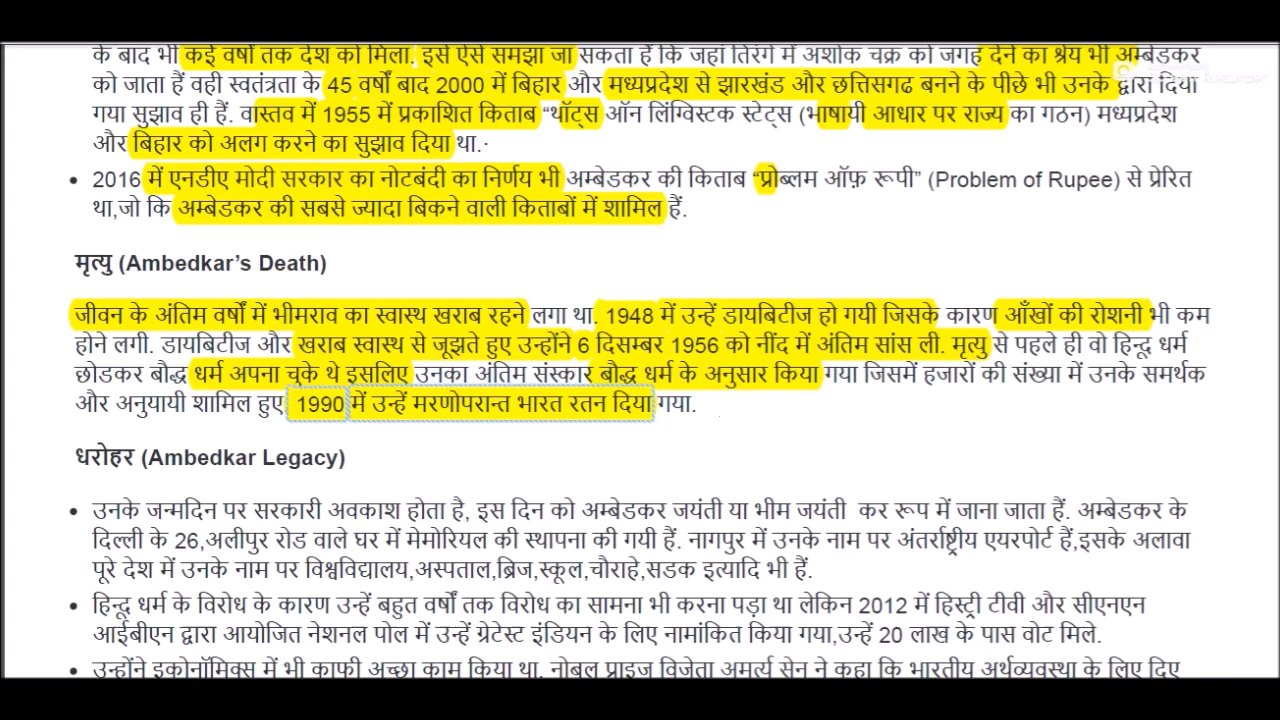 के बाद भी कई वर्षों तक देश को मिला. इसे ऐसे समझा जा सकता हैं कि जहां तिरंगे में अशोक चक्र को जगह देने का श्रेय भी अम्बेडकर
को जाता हैं वही स्वतंत्रता के 45 वर्षों बाद 2000 में बिहार और मध्यप्रदेश से झारखंड और छत्तिसगढ बनने के पीछे भी उनके द्वारा दिया
गया सुझाव ही हैं. वास्तव में 1955 में प्रकाशित किताब “थॉट्स ऑन लिंग्विस्टक स्टेट्स (भाषायी आधार पर राज्य का गठन) मध्यप्रदेश
और बिहार को अलग करने का सुझाव दिया था.·
• 2016 में एनडीए मोदी सरकार का नोटबंदी का निर्णय भी अम्बेडकर की किताब “प्रोब्लम ऑफ़ रूपी” (Problem of Rupee) से प्रेरित
था,जो कि अम्बेडकर की सबसे ज्यादा बिकने वाली किताबों में शामिल हैं.
मृत्यु (Ambedkar’s Death)
जीवन के अंतिम वर्षों में भीमराव का स्वास्थ खराब रहने लगा था. 1948 में उन्हें डायबिटीज हो गयी जिसके कारण आँखों की रोशनी भी कम
होने लगी. डायबिटीज और खराब स्वास्थ से जूझते हुए उन्होंने 6 दिसम्बर 1956 को नींद में अंतिम सांस ली. मृत्यु से पहले ही वो हिन्दू धर्म
छोडकर बौद्ध धर्म अपना चुके थे इसलिए उनका अंतिम संस्कार बौद्ध धर्म के अनुसार किया गया जिसमें हजारों की संख्या में उनके समर्थक
और अनुयायी शामिल हुए 1990 में उन्हें मरणोपरान्त भारत रतन दिया गया.
धरोहर (Ambedkar Legacy)
• उनके जन्मदिन पर सरकारी अवकाश होता है, इस दिन को अम्बेडकर जयंती या भीम जयंती कर रूप में जाना जाता हैं. अम्बेडकर के
दिल्ली के 26,अलीपुर रोड वाले घर में मेमोरियल की स्थापना की गयी हैं. नागपुर में उनके नाम पर अंतर्राष्ट्रीय एयरपोर्ट हैं,इसके अलावा
पूरे देश में उनके नाम पर विश्वविद्यालय,अस्पताल,ब्रिज,स्कूल,चौराहे,सडक इत्यादि भी हैं.
• हिन्दू धर्म के विरोध के कारण उन्हें बहुत वर्षों तक विरोध का सामना भी करना पड़ा था लेकिन 2012 में हिस्ट्री टीवी और सीएनएन
आईबीएन द्वारा आयोजित नेशनल पोल में उन्हें ग्रेटेस्ट इंडियन के लिए नामांकित किया गया,उन्हें 20 लाख के पास वोट मिले.
• उन्होंने इकोनॉमिक्स में भी काफी अच्छा काम किया था. नोबल प्राइज विजेता अमर्त्य सेन ने कहा कि भारतीय अर्थव्यवस्था के लिए दिए